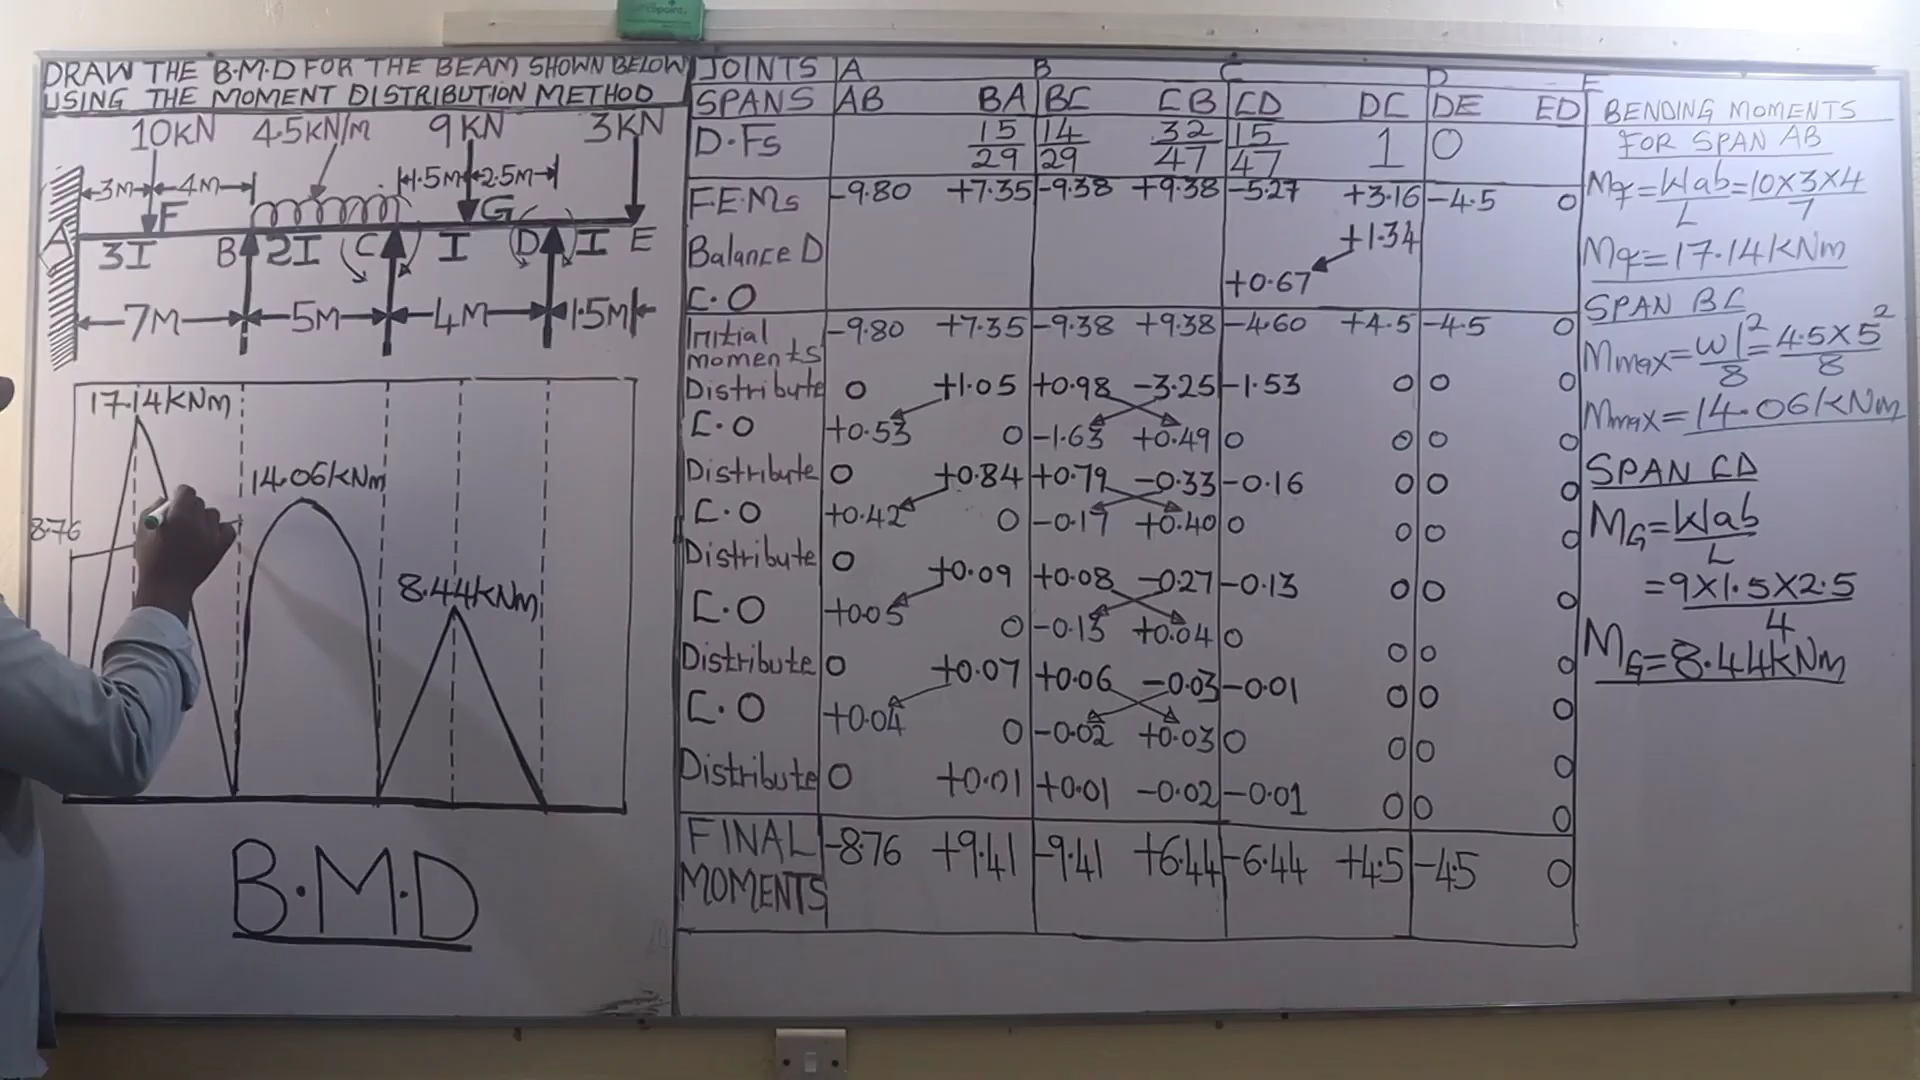 DRAW THE B.M.D FOR THE BEAM SHOWN BELOW
USING THE MOMENT DISTRIBUTION METHOD
10KN 4.5KN/m 9KN 3KN
3M 4M 1.5M 2.5M
F G
A B C D E
3I 2I I I
7M 5M 4M 1.5M
17.14KNm
14.06KNm
8.76
8.44KNm
B.M.D
JOINTS A B C D E
SPANS AB BA BC CB CD DC DE ED
D.Fs 15/29 14/29 32/47 15/47 1 0
F.E.Ms -9.80 +7.35 -9.38 +9.38 -5.27 +3.16 -4.5 0
Balance D +1.34
C.O +0.67
Initial moments -9.80 +7.35 -9.38 +9.38 -4.60 +4.5 -4.5 0
Distribute 0 +1.05 +0.98 -3.25 -1.53 0 0 0
C.O +0.53 0 -1.63 +0.49 0 0 0 0
Distribute 0 +0.84 +0.79 -0.33 -0.16 0 0 0
C.O +0.42 0 -0.17 +0.40 0 0 0 0
Distribute 0 +0.09 +0.08 -0.27 -0.13 0 0 0
C.O +0.05 0 -0.13 +0.04 0 0 0 0
Distribute 0 +0.07 +0.06 -0.03 -0.01 0 0 0
C.O +0.04 0 -0.02 +0.03 0 0 0 0
Distribute 0 +0.01 +0.01 -0.02 -0.01 0 0 0
FINAL MOMENTS -8.76 +9.41 -9.41 +6.44 -6.44 +4.5 -4.5 0
BENDING MOMENTS
FOR SPAN AB
MF=Wab/L=10x3x4/7
MF=17.14KNm
SPAN BC
Mmax=wl²/8=4.5x5²/8
Mmax=14.06KNm
SPAN CD
MG=Wab/L
=9x1.5x2.5/4
MG=8.44KNm